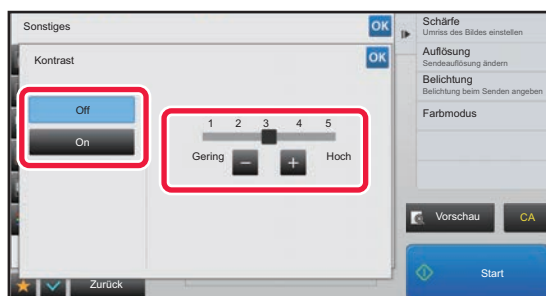 Sonstiges
OK
Kontrast
OK
Off
On
1 2 3 4 5
Gering
Hoch
Zurück
Schärfe
Umriss des Bildes einstellen
Auflösung
Sendeauflösung ändern
Belichtung
Belichtung beim Senden angeben
Farbmodus
Vorschau
CA
Start